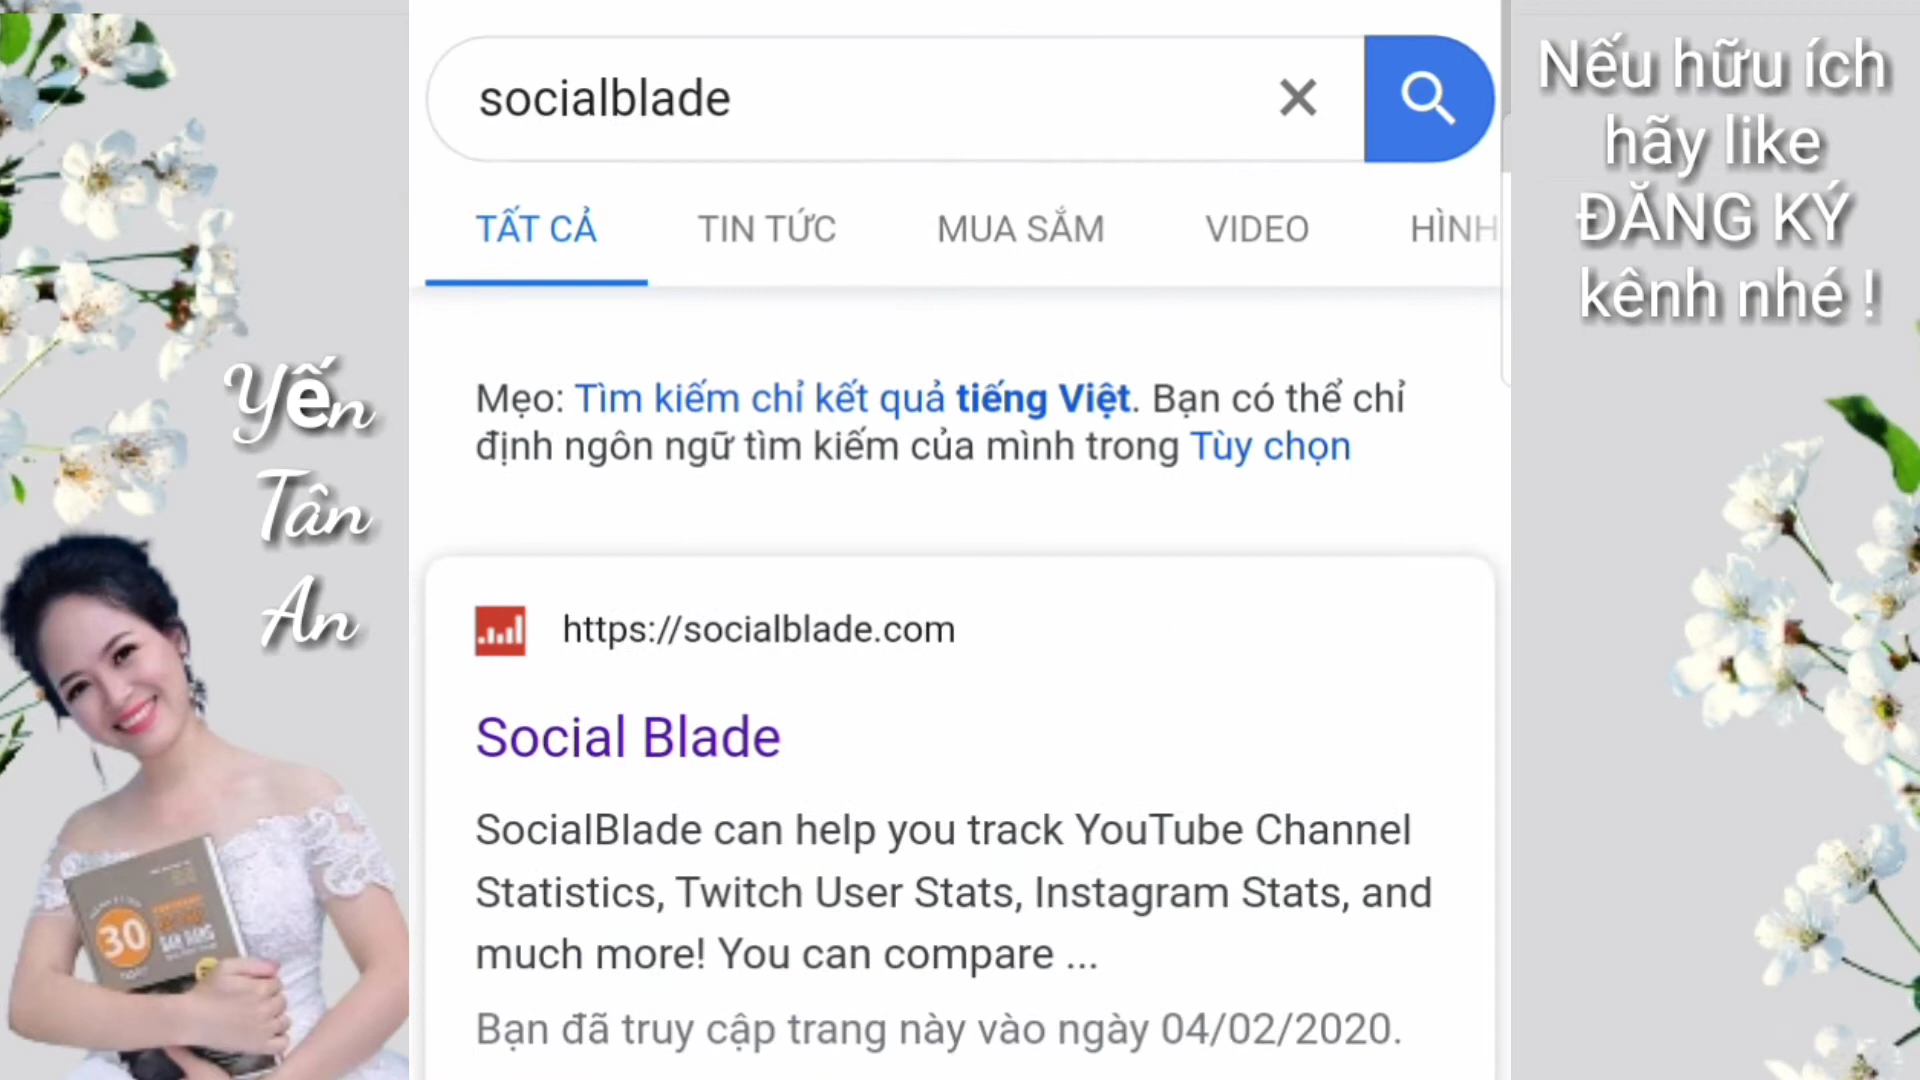 socialblade
TẤT CẢ
TIN TỨC
MUA SẮM
VIDEO
HÌNH
Mẹo: Tìm kiếm chỉ kết quả tiếng Việt. Bạn có thể chỉ
định ngôn ngữ tìm kiếm của mình trong Tùy chọn
https://socialblade.com
Social Blade
SocialBlade can help you track YouTube Channel
Statistics, Twitch User Stats, Instagram Stats, and
much more! You can compare ...
Bạn đã truy cập trang này vào ngày 04/02/2020.
Yến
Tân
An
30
BÁN HÀNG
Nếu hữu ích
hãy like
ĐĂNG KÝ
kênh nhé !